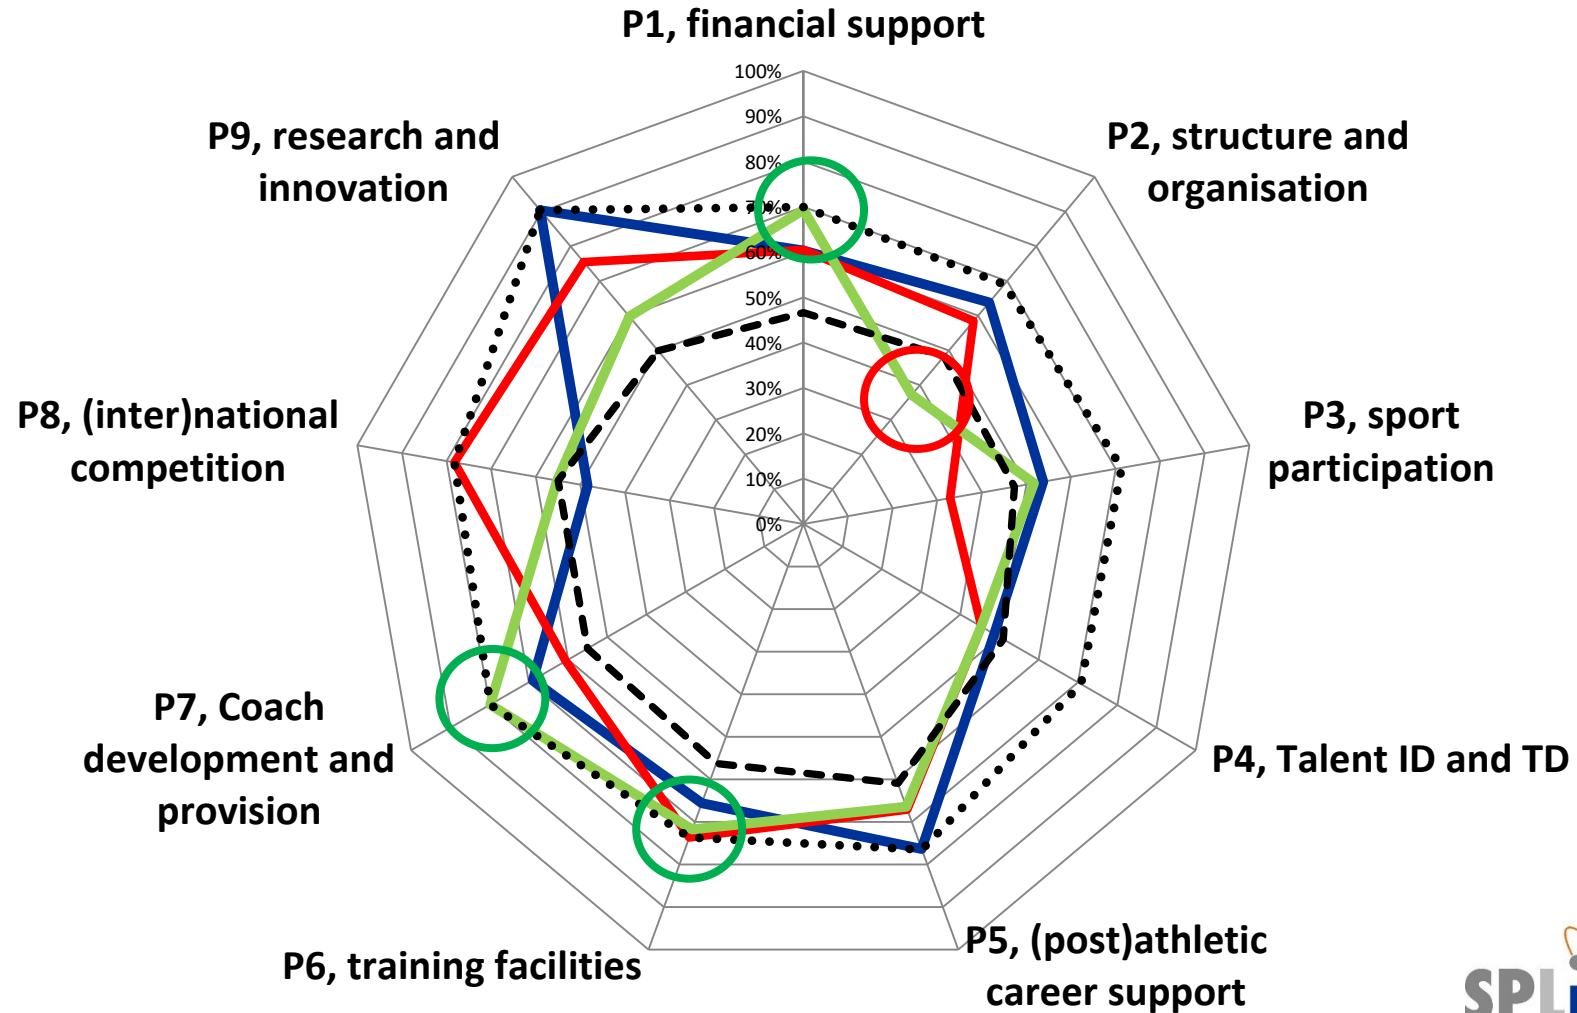 P1, financial support
100%
90%
80%
70%
60%
50%
40%
30%
20%
10%
0%
P2, structure and
organisation
P3, sport
participation
P4, Talent ID and TD
P5, (post)athletic
career support
P6, training facilities
P7, Coach
development and
provision
P8, (inter)national
competition
P9, research and
innovation